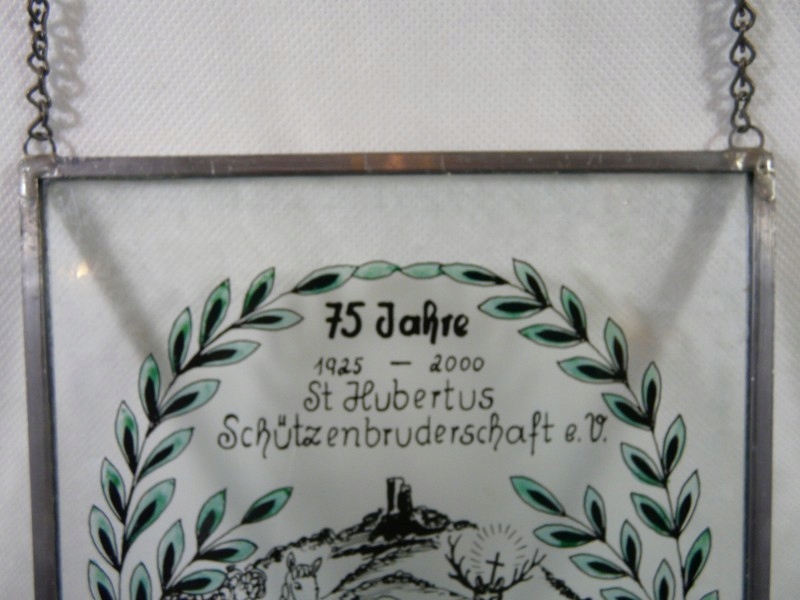 75 Jahre
1925 — 2000
St Hubertus
Schützenbruderschaft e.V.